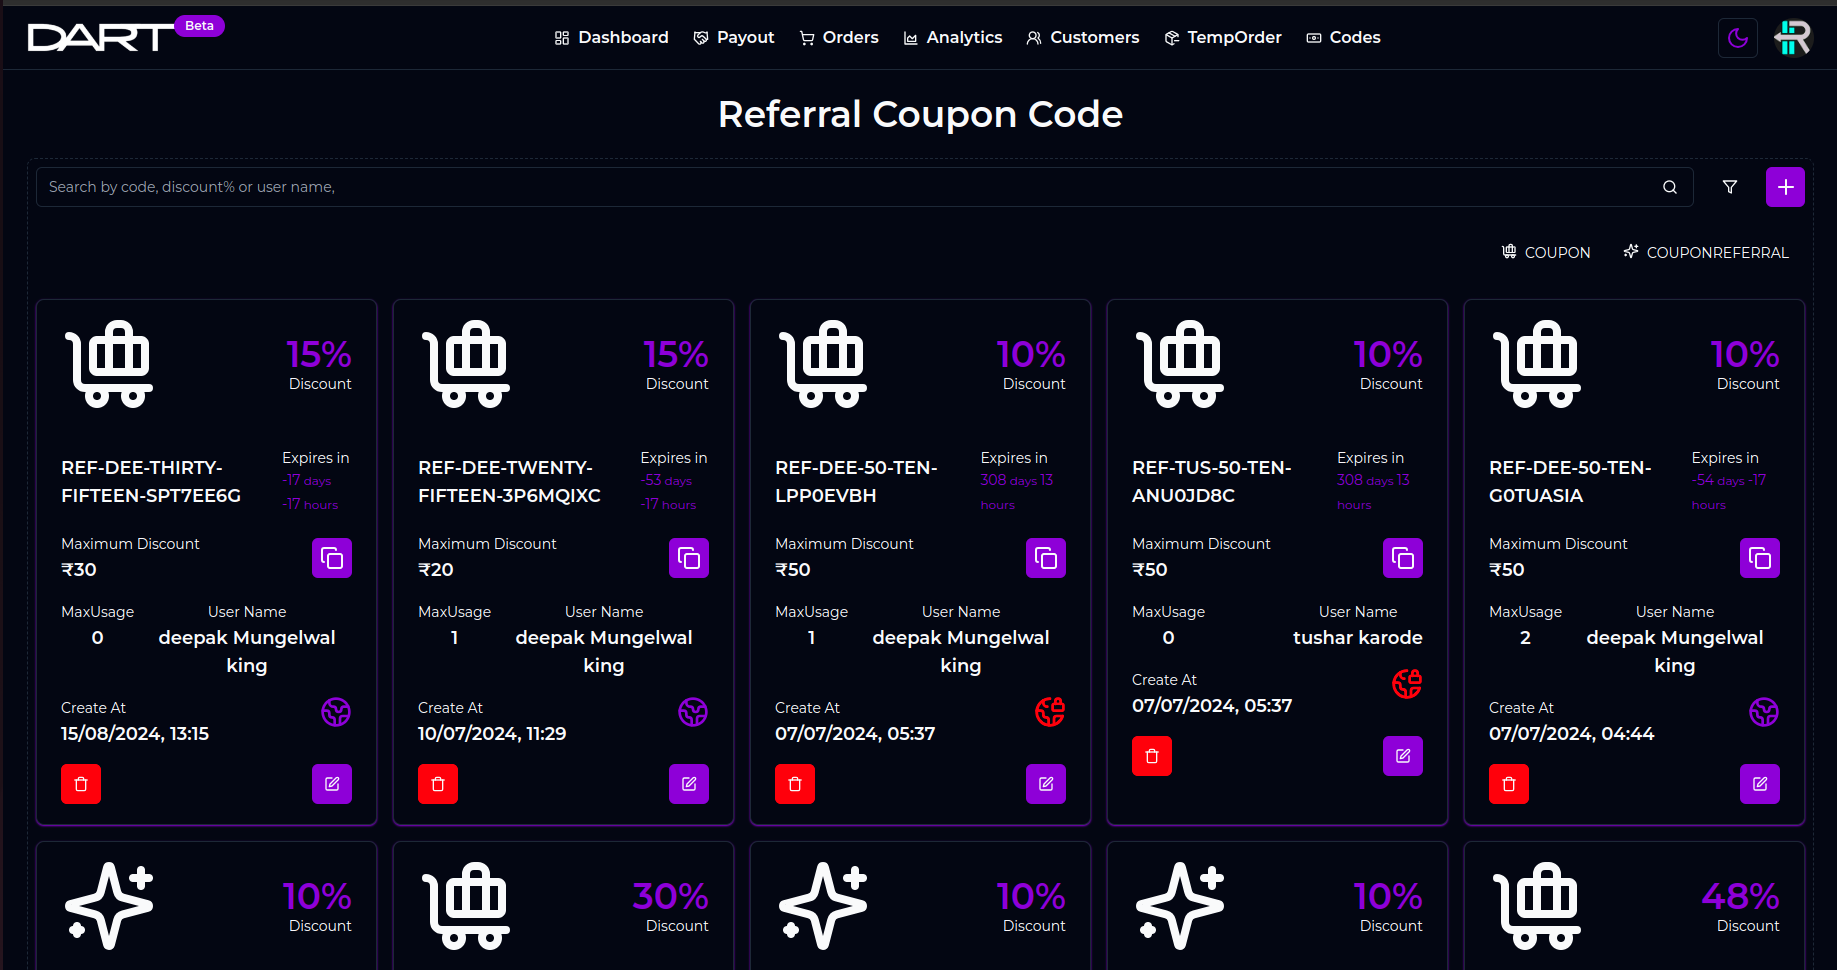 DART Beta
Dashboard Payout Orders Analytics Customers TempOrder Codes
Referral Coupon Code
Search by code, discount% or user name,
COUPON COUPONREFERRAL
15%
Discount
REF-DEE-THIRTY-
FIFTEEN-SPT7EE6G
Expires in
-17 days
-17 hours
Maximum Discount
₹30
MaxUsage
0
User Name
deepak Mungelwal
king
Create At
15/08/2024, 13:15
15%
Discount
REF-DEE-TWENTY-
FIFTEEN-3P6MQIXC
Expires in
-53 days
-17 hours
Maximum Discount
₹20
MaxUsage
1
User Name
deepak Mungelwal
king
Create At
10/07/2024, 11:29
10%
Discount
REF-DEE-50-TEN-
LPP0EVBH
Expires in
308 days 13
hours
Maximum Discount
₹50
MaxUsage
1
User Name
deepak Mungelwal
king
Create At
07/07/2024, 05:37
10%
Discount
REF-TUS-50-TEN-
ANU0JD8C
Expires in
308 days 13
hours
Maximum Discount
₹50
MaxUsage
0
User Name
tushar karode
Create At
07/07/2024, 05:37
10%
Discount
REF-DEE-50-TEN-
G0TUASIA
Expires in
-54 days -17
hours
Maximum Discount
₹50
MaxUsage
2
User Name
deepak Mungelwal
king
Create At
07/07/2024, 04:44
10%
Discount
30%
Discount
10%
Discount
10%
Discount
48%
Discount